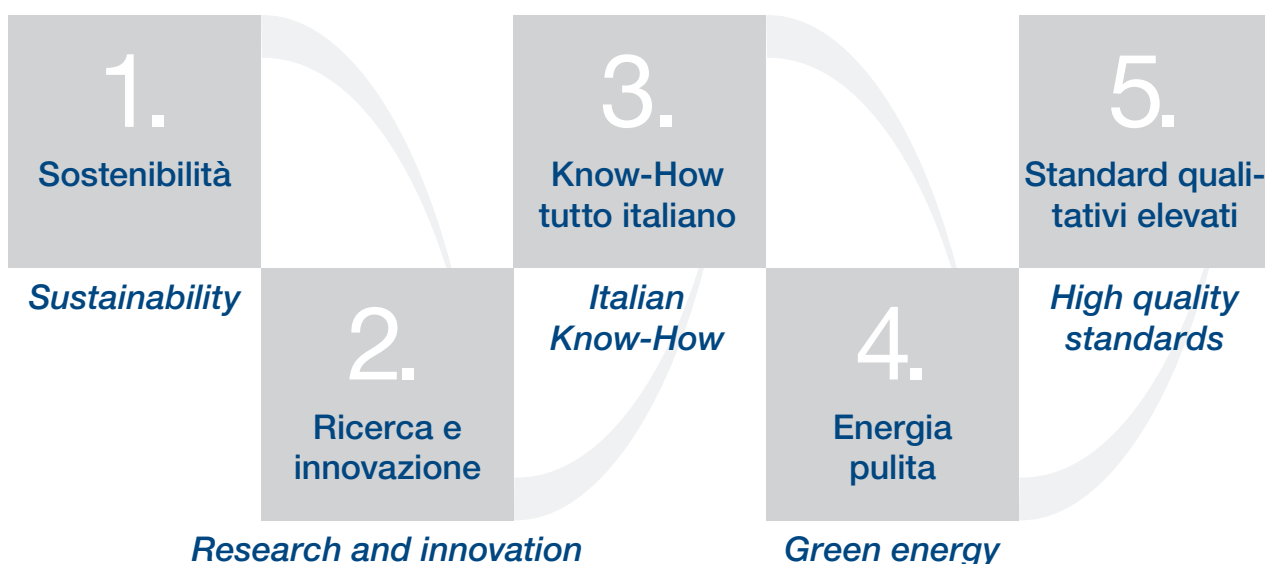 1.
Sostenibilità
Sustainability
2.
Ricerca e
innovazione
Research and innovation
3.
Know-How
tutto italiano
Italian
Know-How
4.
Energia
pulita
Green energy
5.
Standard quali-
tativi elevati
High quality
standards